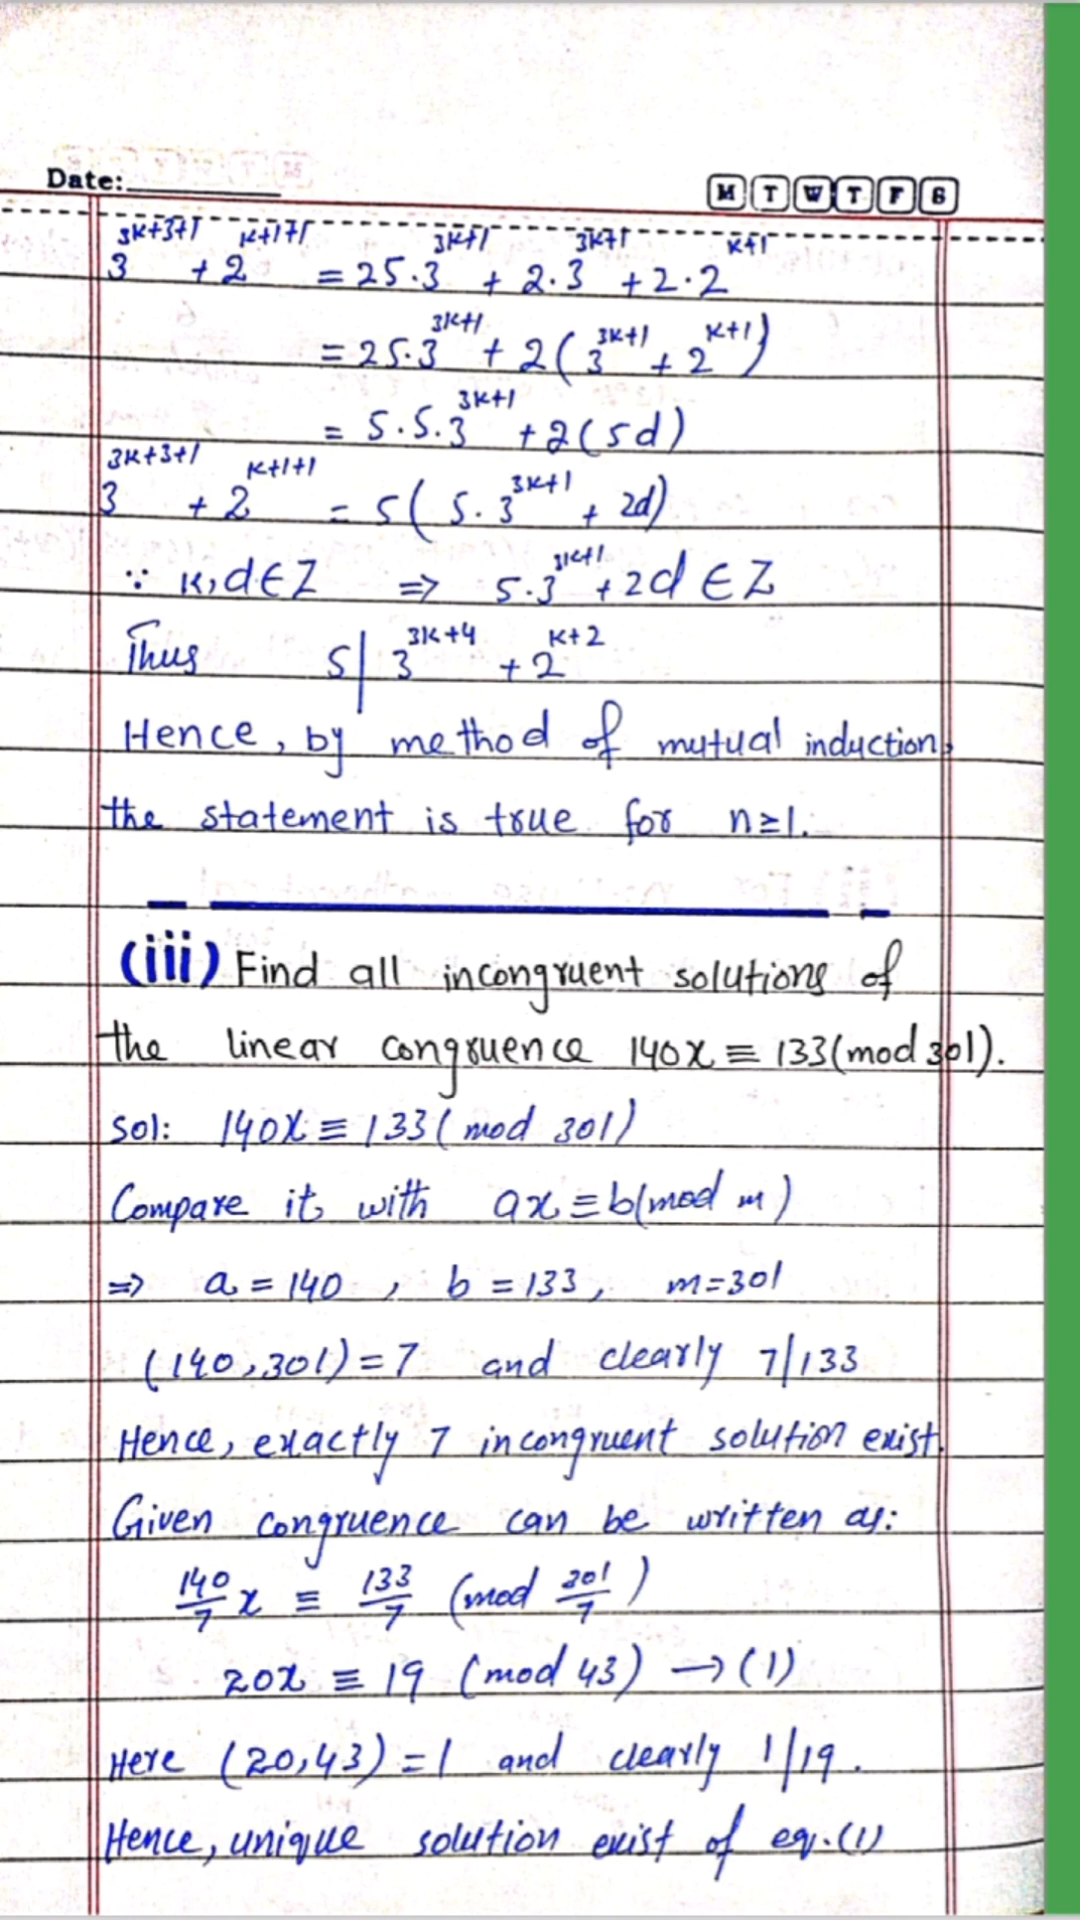 Date:
M T W T F S
3^{3k+3+1} + 2^{k+1+1} = 25·3^{3k+1} + 2·3^{3k+1} + 2·2^{k+1}
= 25·3^{3k+1} + 2(3^{3k+1} + 2^{k+1})
= 5·5·3^{3k+1} + 2(5d)
3^{3k+3+1} + 2^{k+1+1} = 5(5·3^{3k+1} + 2d)
∵ k,d∈Z ⇒ 5·3^{3k+1} + 2d ∈ Z
Thus 5|3^{3k+4} + 2^{k+2}
Hence, by method of mutual induction,
the statement is true for n≥1.
(iii) Find all incongruent solutions of
the linear congruence 140x ≡ 133(mod 301).
Sol: 140x ≡ 133(mod 301)
Compare it with ax ≡ b(mod m)
⇒ a = 140, b = 133, m=301
(140,301)=7 and clearly 7/133
Hence, exactly 7 incongruent solution exist.
Given congruence can be written as:
140/7 x ≡ 133/7 (mod 301/7)
20x ≡ 19 (mod 43) → (1)
Here (20,43)=1 and clearly 1/19.
Hence, unique solution exist of eq.(1)